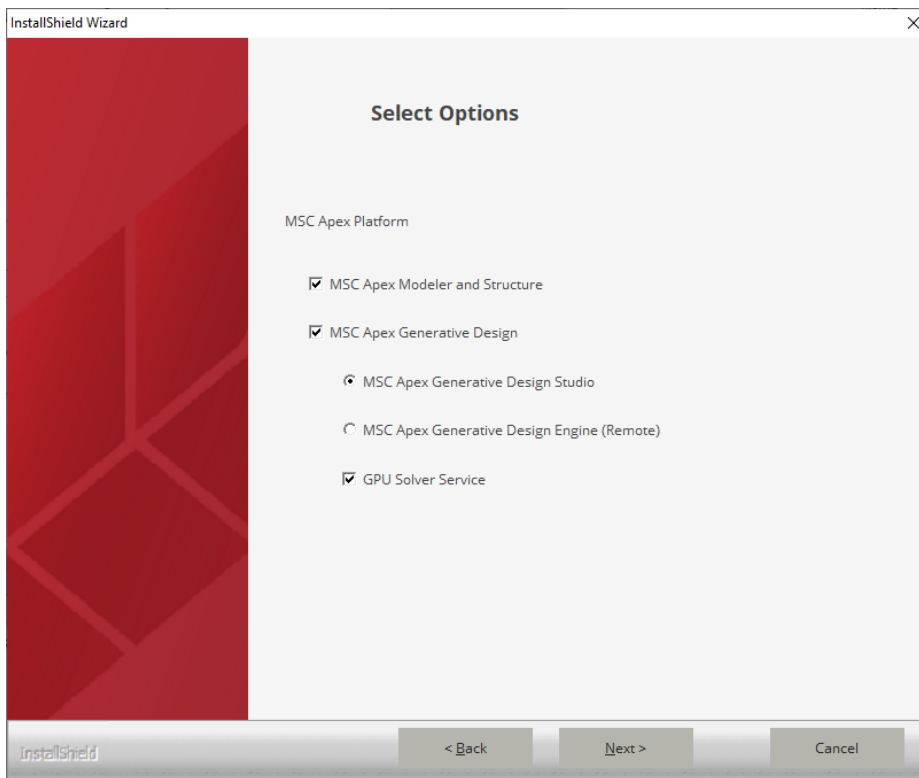 InstallShield Wizard
Select Options
MSC Apex Platform
MSC Apex Modeler and Structure
MSC Apex Generative Design
MSC Apex Generative Design Studio
MSC Apex Generative Design Engine (Remote)
GPU Solver Service
InstallShield
< Back
Next >
Cancel